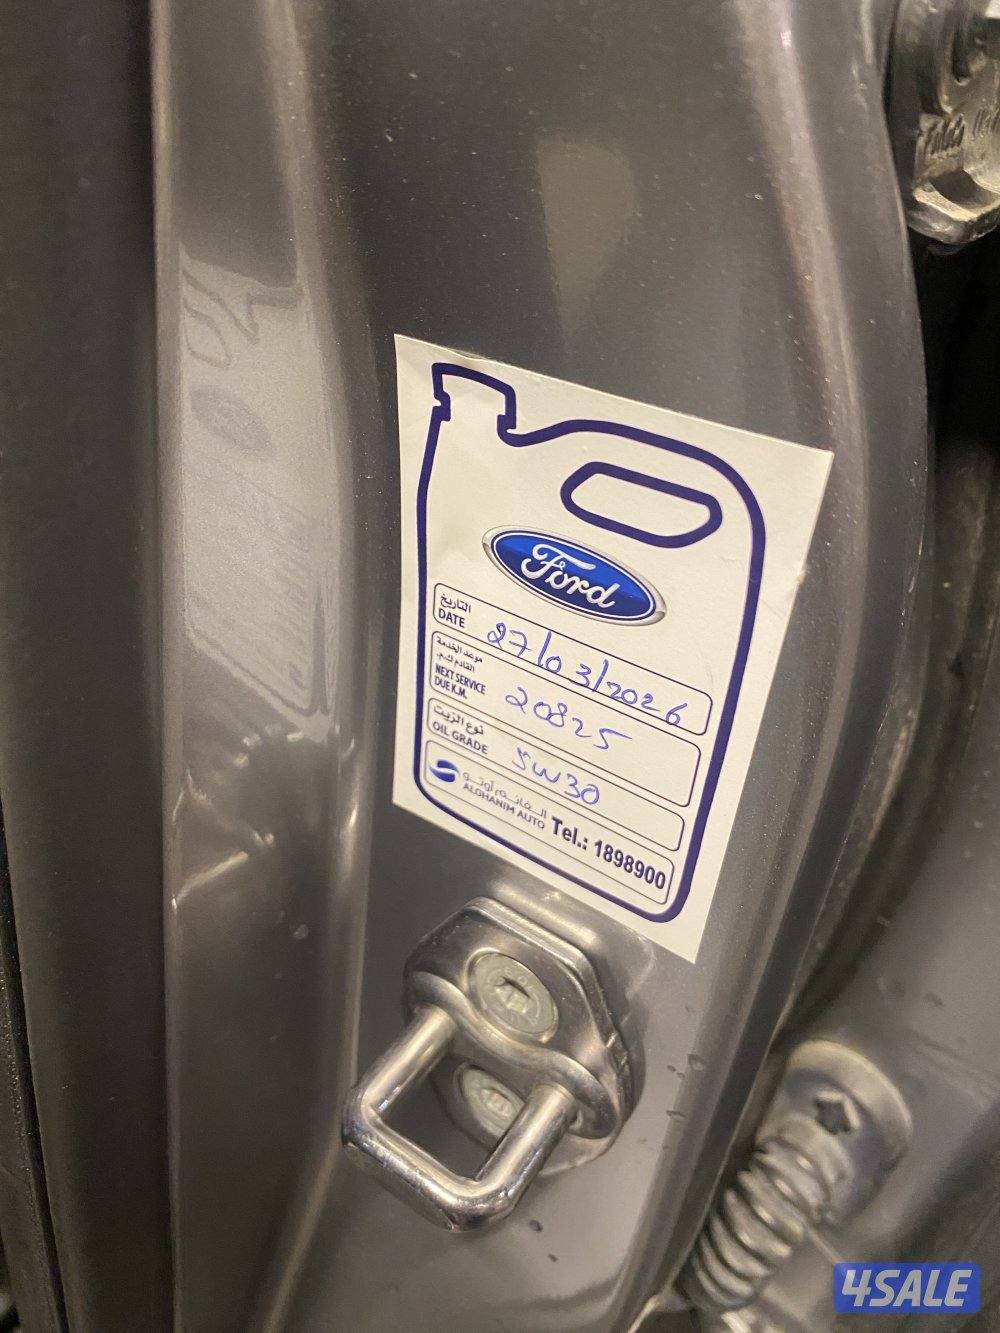 Ford
التاريخ
DATE 27/03/2026
موعد الخدمة
القادم ك.م.
NEXT SERVICE
DUE K.M. 20825
نوع الزيت
OIL GRADE 5W30
الغانم أوتو
ALGHANIM AUTO Tel.: 1898900
4SALE